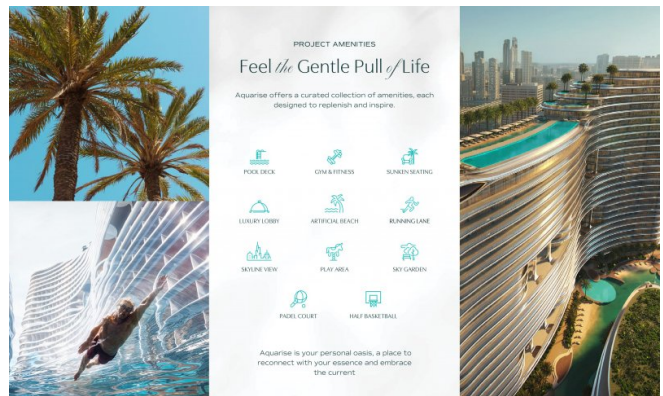 PROJECT AMENITIES
Feel the Gentle Pull of Life
Aquarise offers a curated collection of amenities, each
designed to replenish and inspire.
POOL DECK
GYM & FITNESS
SUNKEN SEATING
LUXURY LOBBY
ARTIFICIAL BEACH
RUNNING LANE
SKYLINE VIEW
PLAY AREA
SKY GARDEN
PADEL COURT
HALF BASKETBALL
Aquarise is your personal oasis, a place to
reconnect with your essence and embrace
the current